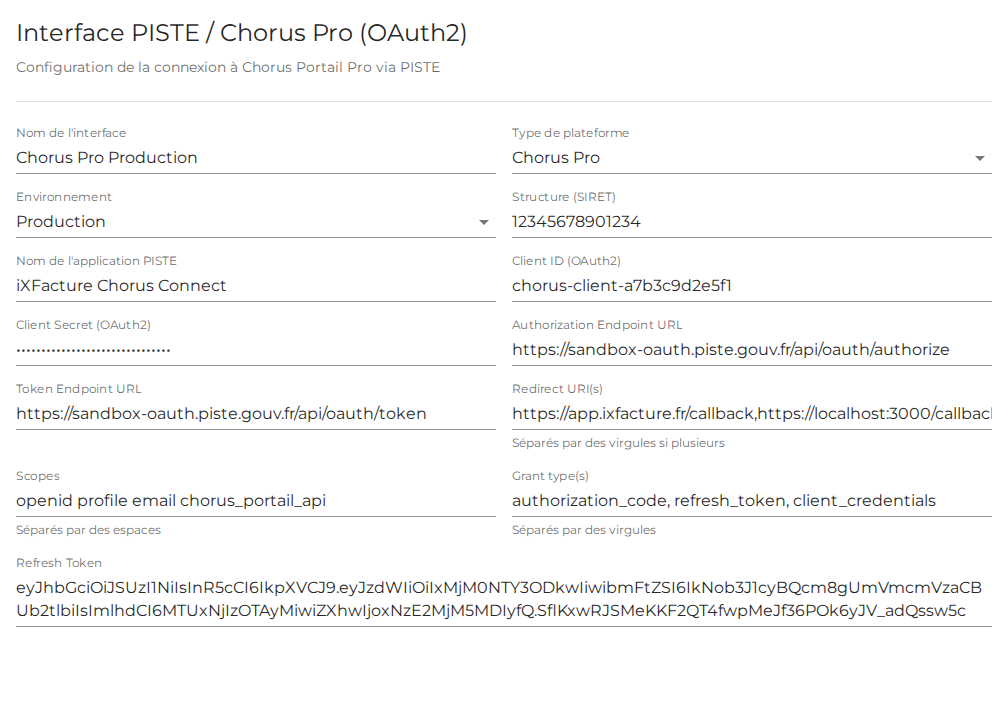 Interface PISTE / Chorus Pro (OAuth2)
Configuration de la connexion à Chorus Portail Pro via PISTE
Nom de l'interface
Chorus Pro Production
Type de plateforme
Chorus Pro
Environnement
Production
Structure (SIRET)
12345678901234
Nom de l'application PISTE
iXFacture Chorus Connect
Client ID (OAuth2)
chorus-client-a7b3c9d2e5f1
Client Secret (OAuth2)
•••••••••••••••••••••••••••••••
Authorization Endpoint URL
https://sandbox-oauth.piste.gouv.fr/api/oauth/authorize
Token Endpoint URL
https://sandbox-oauth.piste.gouv.fr/api/oauth/token
Redirect URI(s)
https://app.ixfacture.fr/callback,https://localhost:3000/callbac
Séparés par des virgules si plusieurs
Scopes
openid profile email chorus_portail_api
Séparés par des espaces
Grant type(s)
authorization_code, refresh_token, client_credentials
Séparés par des virgules
Refresh Token
eyJhbGciOiJSUzI1NiIsInR5cCI6IkpXVCJ9.eyJzdWIiOiIxMjM0NTY3ODkwIiwibmFtZSI6IkNob3J1cyBQcm8gUmVmcmVzaCB
Ub2tlbiIsImlhdCI6MTUxNjIzOTAyMiwiZXhwIjoxNzE2MjM5MDIyfQ.SflKxwRJSMeKKF2QT4fwpMeJf36POk6yJV_adQssw5c